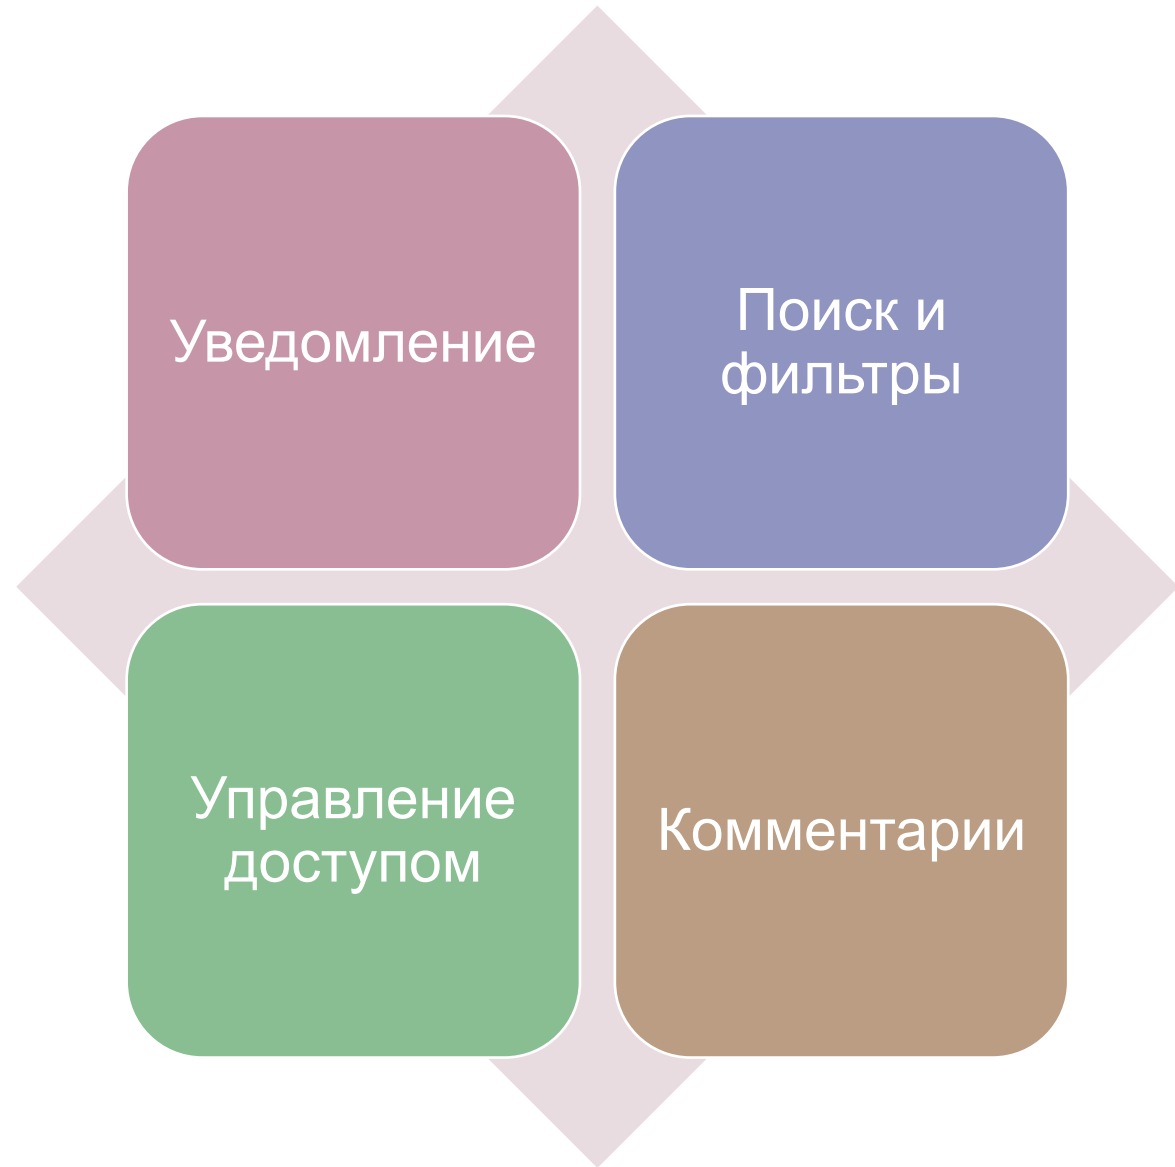 Уведомление
Поиск и
фильтры
Управление
доступом
Комментарии